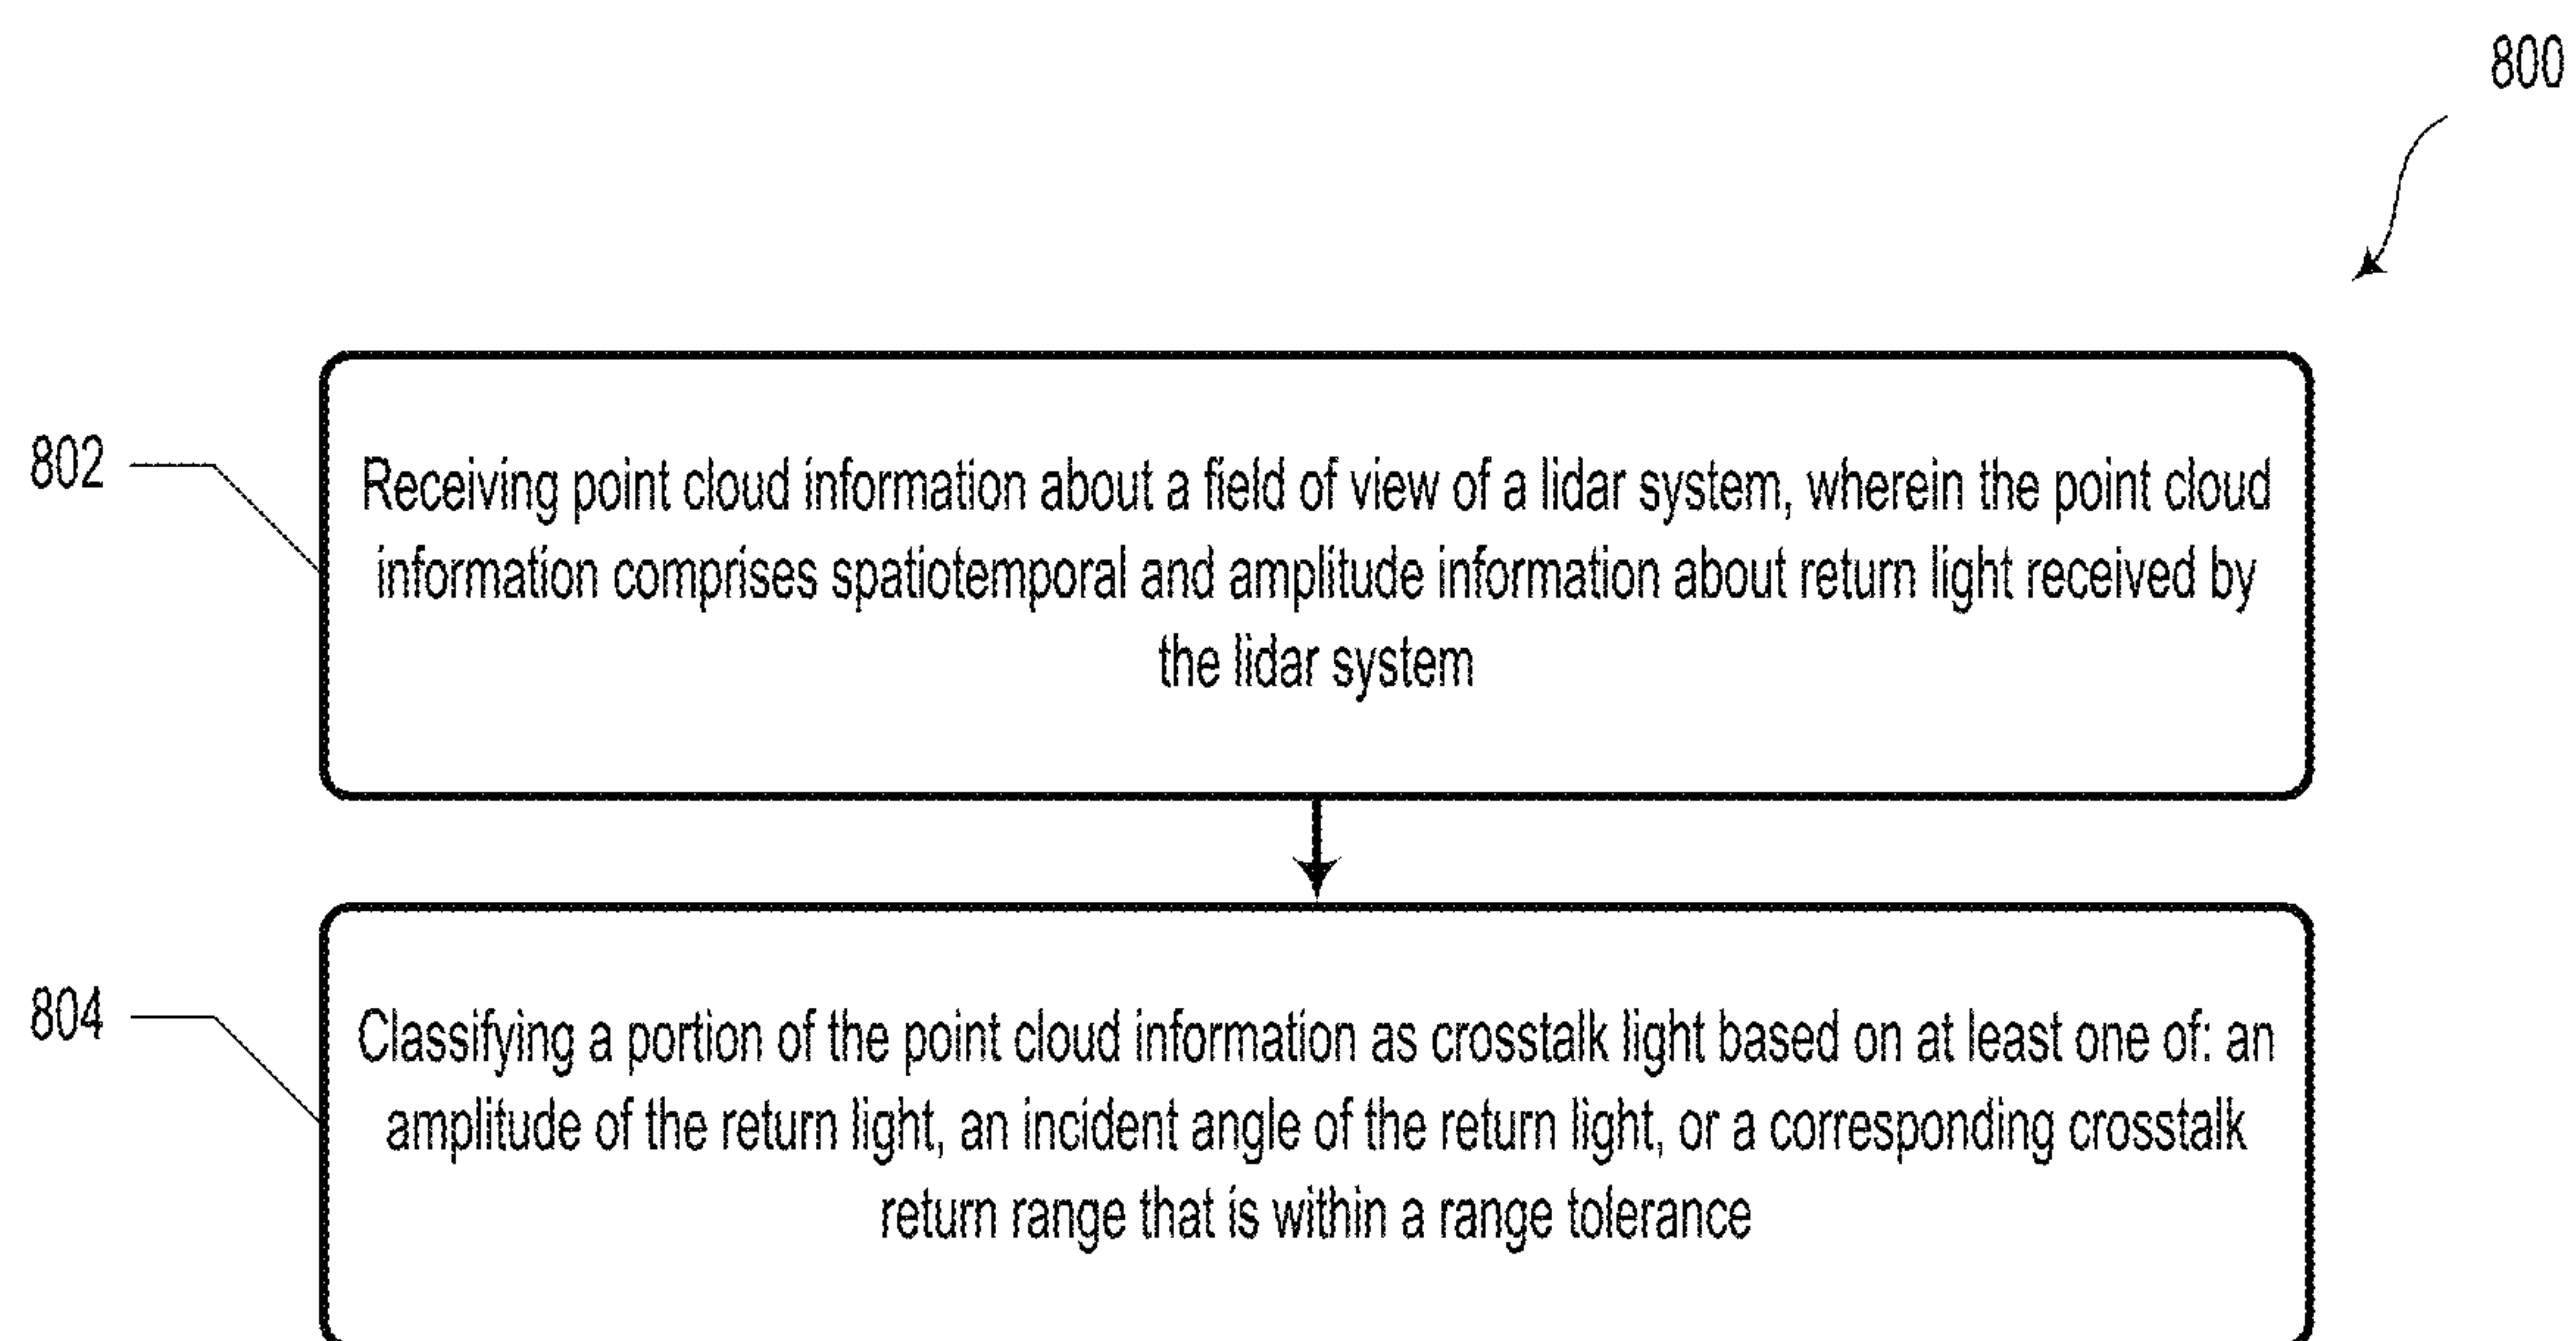 800
802
Receiving point cloud information about a field of view of a lidar system, wherein the point cloud
information comprises spatiotemporal and amplitude information about return light received by
the lidar system
804
Classifying a portion of the point cloud information as crosstalk light based on at least one of: an
amplitude of the return light, an incident angle of the return light, or a corresponding crosstalk
return range that is within a range tolerance